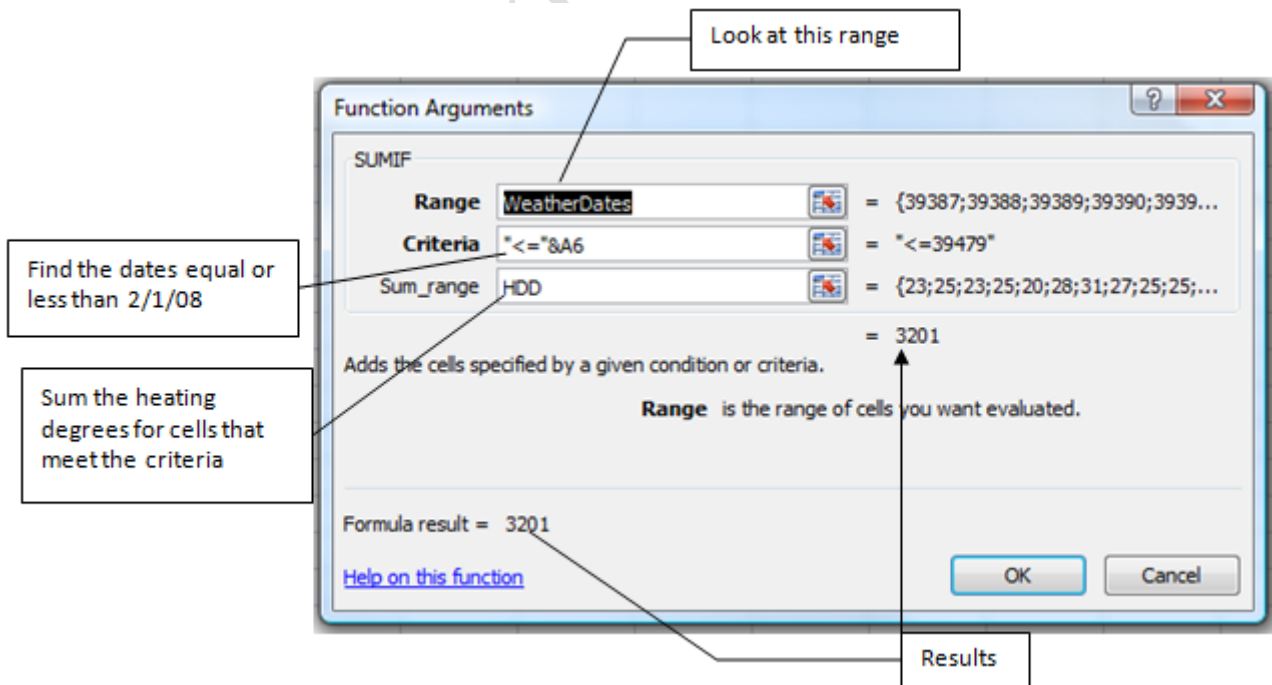 Look at this range
Function Arguments
SUMIF
Range WeatherDates = {39387;39388;39389;39390;3939...
Criteria "<="&A6 = "<=39479"
Sum_range HDD = {23;25;23;25;20;28;31;27;25;25;...
= 3201
Find the dates equal or
less than 2/1/08
Adds the cells specified by a given condition or criteria.
Range is the range of cells you want evaluated.
Sum the heating
degrees for cells that
meet the criteria
Formula result = 3201
Help on this function
OK
Cancel
Results